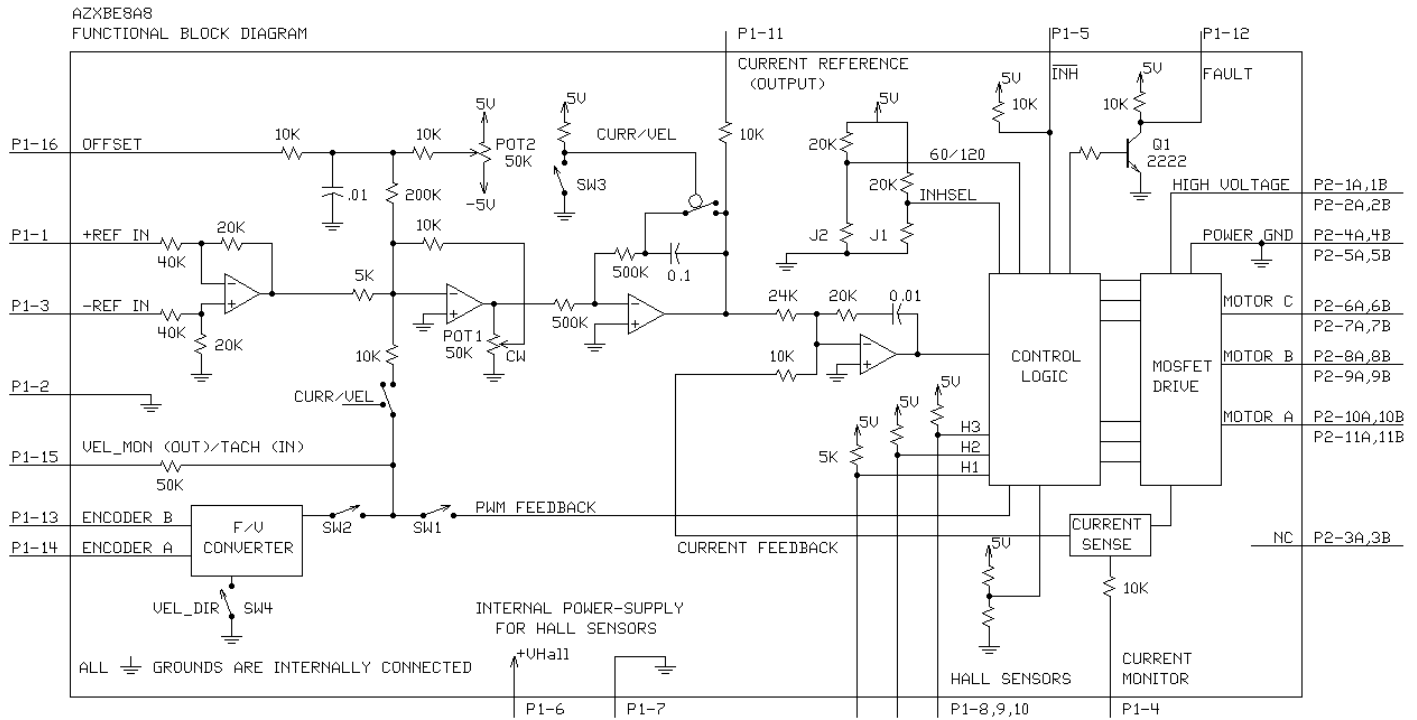 AZXBE8A8
FUNCTIONAL BLOCK DIAGRAM
P1-11
P1-5
P1-12
CURRENT REFERENCE
(OUTPUT)
5V
INH
10K
5V
FAULT
10K
Q1
2222
P1-16
OFFSET
10K
10K
5V
POT2
50K
-5V
.01
200K
5V
CURR/VEL
SW3
10K
5V
20K
60/120
20K
INHSEL
J2
J1
HIGH VOLTAGE
P2-1A,1B
P2-2A,2B
POWER GND
P2-4A,4B
P2-5A,5B
P1-1
+REF IN
20K
40K
10K
500K
0.1
P1-3
-REF IN
40K
20K
5K
POT1
50K
CW
500K
24K
20K
0.01
10K
CONTROL
LOGIC
MOSFET
DRIVE
MOTOR C
P2-6A,6B
P2-7A,7B
MOTOR B
P2-8A,8B
P2-9A,9B
MOTOR A
P2-10A,10B
P2-11A,11B
10K
P1-2
CURR/VEL
5V
5V
5V
5K
H3
H2
H1
P1-15
VEL_MON (OUT)/TACH (IN)
50K
P1-13
ENCODER B
P1-14
ENCODER A
F/V
CONVERTER
SW2
SW1
PWM FEEDBACK
CURRENT FEEDBACK
CURRENT
SENSE
NC
P2-3A,3B
5V
10K
VEL_DIR
SW4
INTERNAL POWER-SUPPLY
FOR HALL SENSORS
+VHall
ALL GROUNDS ARE INTERNALLY CONNECTED
HALL SENSORS
CURRENT
MONITOR
P1-6
P1-7
P1-8,9,10
P1-4